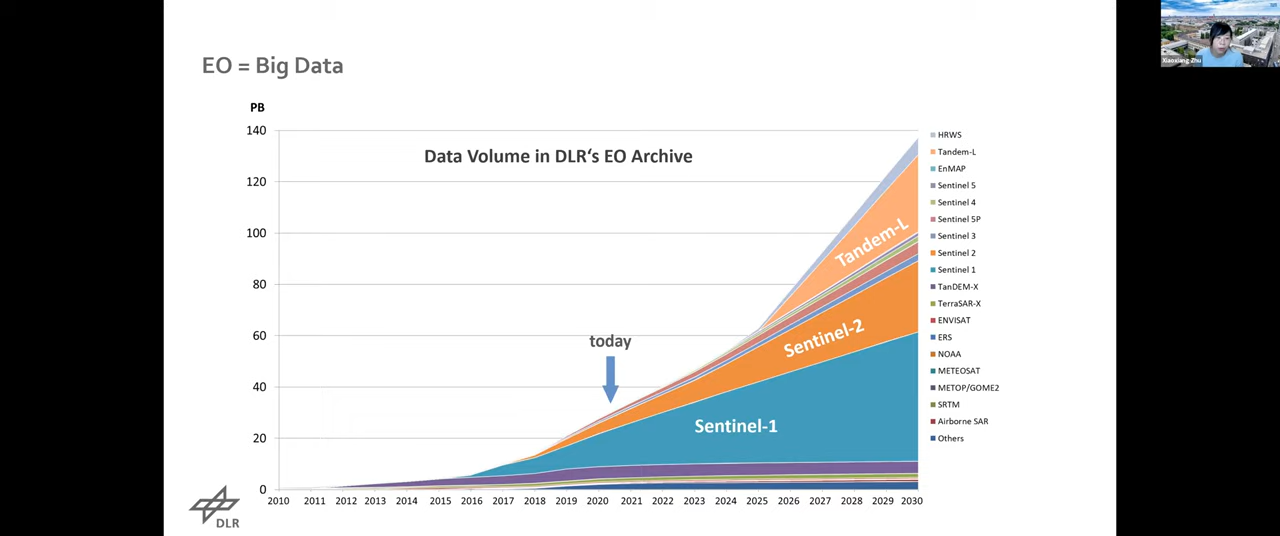 EO = Big Data
Xiaoxiang Zhu
PB
Data Volume in DLR's EO Archive
140
120
100
80
60
40
20
0
today
Tandem-L
Sentinel-2
Sentinel-1
2010 2011 2012 2013 2014 2015 2016 2017 2018 2019 2020 2021 2022 2023 2024 2025 2026 2027 2028 2029 2030
HRWS
Tandem-L
EnMAP
Sentinel 5
Sentinel 4
Sentinel 5P
Sentinel 3
Sentinel 2
Sentinel 1
TanDEM-X
TerraSAR-X
ENVISAT
ERS
NOAA
METEOSAT
METOP/GOME2
SRTM
Airborne SAR
Others
DLR